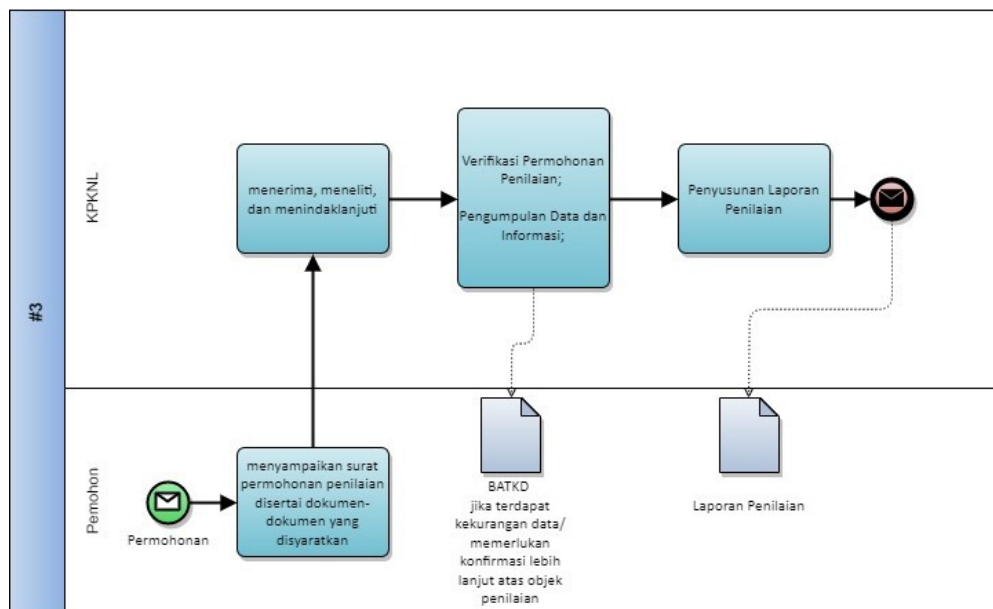 #3
KPKNL
menerima, meneliti,
dan menindaklanjuti
Verifikasi Permohonan
Penilaian;
Pengumpulan Data dan
Informasi;
Penyusunan Laporan
Penilaian
Pemohon
Permohonan
menyampaikan surat
permohonan penilaian
disertai dokumen-
dokumen yang
disyaratkan
BATKD
jika terdapat
kekurangan data/
memerlukan
konfirmasi lebih
lanjut atas objek
penilaian
Laporan Penilaian